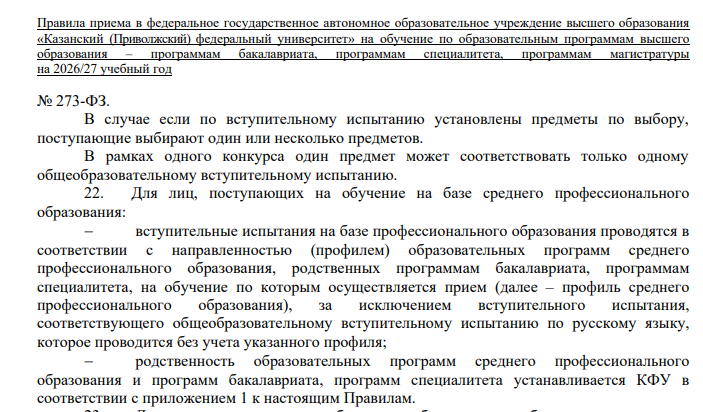 Правила приема в федеральное государственное автономное образовательное учреждение высшего образования
«Казанский (Приволжский) федеральный университет» на обучение по образовательным программам высшего
образования – программам бакалавриата, программам специалитета, программам магистратуры
на 2026/27 учебный год
№ 273-ФЗ.
В случае если по вступительному испытанию установлены предметы по выбору,
поступающие выбирают один или несколько предметов.
В рамках одного конкурса один предмет может соответствовать только одному
общеобразовательному вступительному испытанию.
22. Для лиц, поступающих на обучение на базе среднего профессионального
образования:
– вступительные испытания на базе профессионального образования проводятся в
соответствии с направленностью (профилем) образовательных программ среднего
профессионального образования, родственных программам бакалавриата, программам
специалитета, на обучение по которым осуществляется прием (далее – профиль среднего
профессионального образования), за исключением вступительного испытания,
соответствующего общеобразовательному вступительному испытанию по русскому языку,
которое проводится без учета указанного профиля;
– родственность образовательных программ среднего профессионального
образования и программ бакалавриата, программ специалитета устанавливается КФУ в
соответствии с приложением 1 к настоящим Правилам.